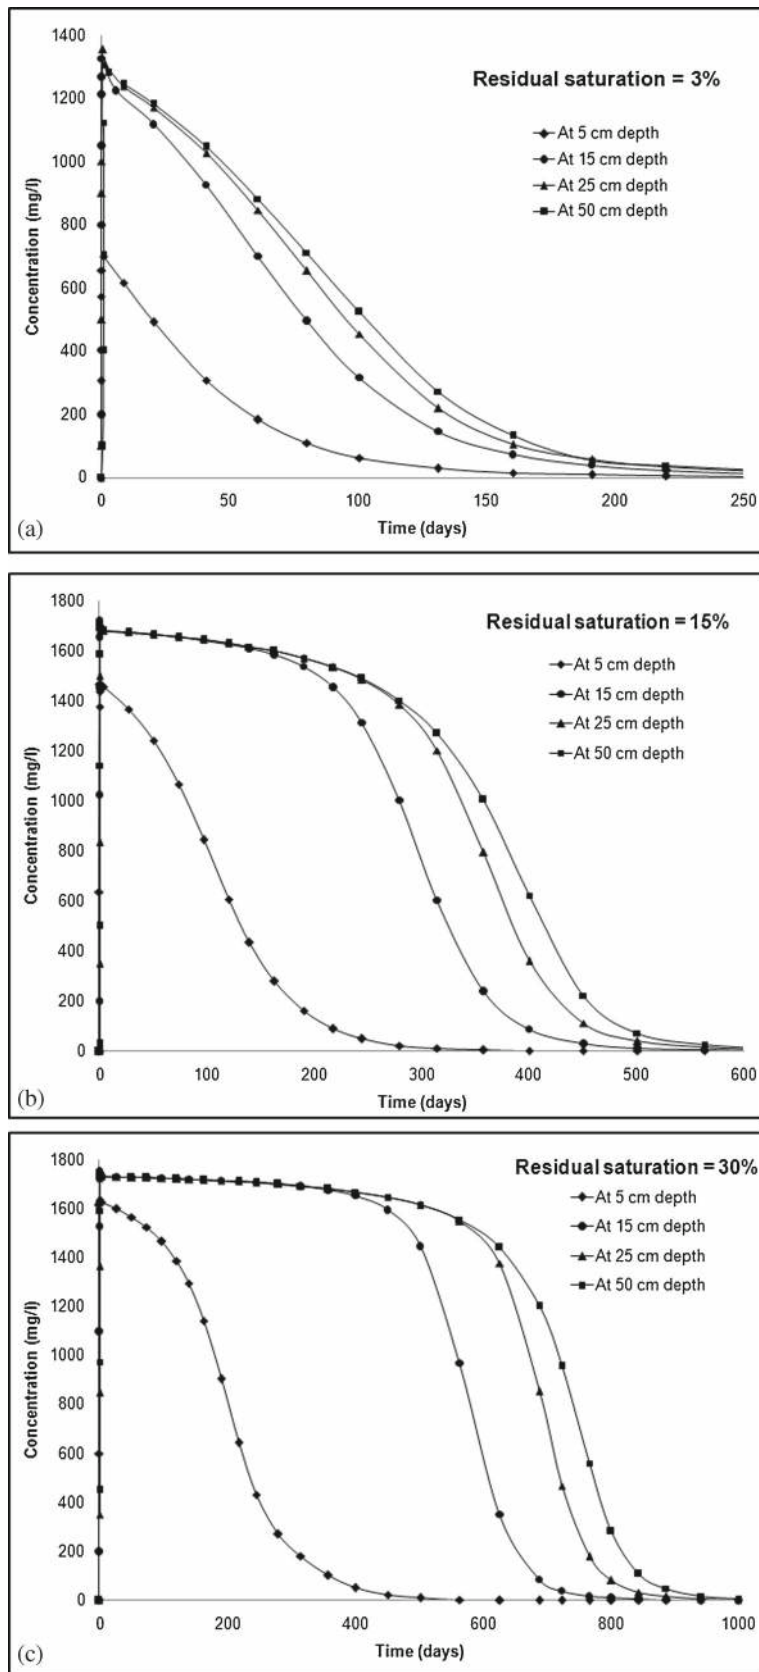 1400
1200
1000
800
600
400
200
0
Concentration (mg/l)
Residual saturation = 3%
At 5 cm depth
At 15 cm depth
At 25 cm depth
At 50 cm depth
0 50 100 150 200 250
Time (days)
(a)
1800
1600
1400
1200
1000
800
600
400
200
0
Concentration (mg/l)
Residual saturation = 15%
At 5 cm depth
At 15 cm depth
At 25 cm depth
At 50 cm depth
0 100 200 300 400 500 600
Time (days)
(b)
1800
1600
1400
1200
1000
800
600
400
200
0
Concentration (mg/l)
Residual saturation = 30%
At 5 cm depth
At 15 cm depth
At 25 cm depth
At 50 cm depth
0 200 400 600 800 1000
Time (days)
(c)